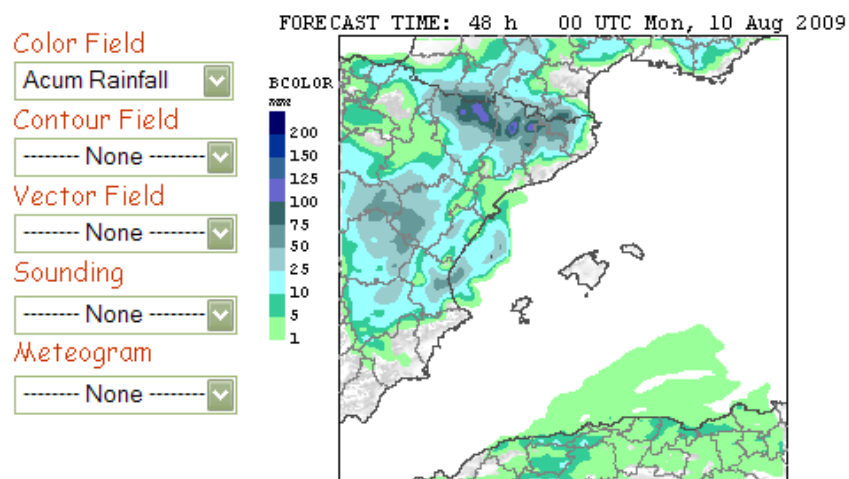 FORECAST TIME: 48 h 00 UTC Mon, 10 Aug 2009
Color Field
Acum Rainfall
Contour Field
-------- None --------
Vector Field
-------- None --------
Sounding
-------- None --------
Meteogram
-------- None --------
BCOLOR
mm
200
150
125
100
75
50
25
10
5
1